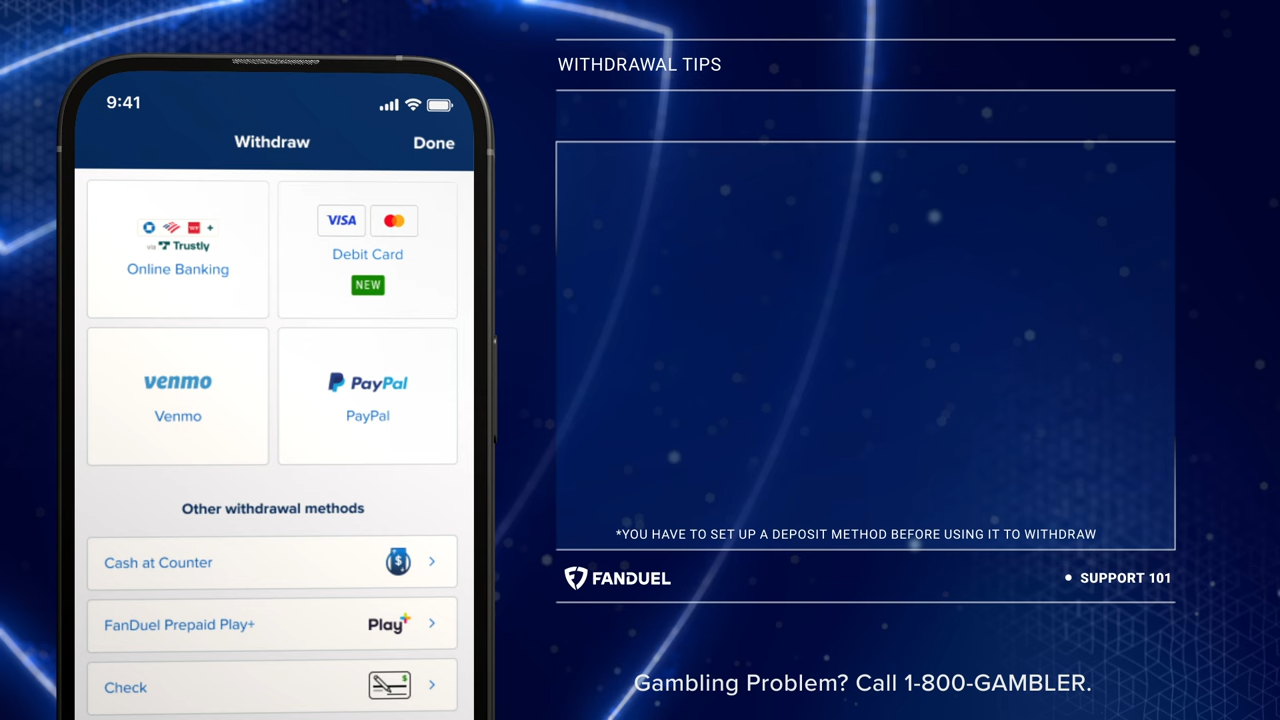 9:41
Withdraw
Done
via Trustly
Online Banking
VISA
Debit Card
NEW
venmo
Venmo
PayPal
PayPal
Other withdrawal methods
Cash at Counter
FanDuel Prepaid Play+
Play+
Check
WITHDRAWAL TIPS
*YOU HAVE TO SET UP A DEPOSIT METHOD BEFORE USING IT TO WITHDRAW
FANDUEL
• SUPPORT 101
Gambling Problem? Call 1-800-GAMBLER.